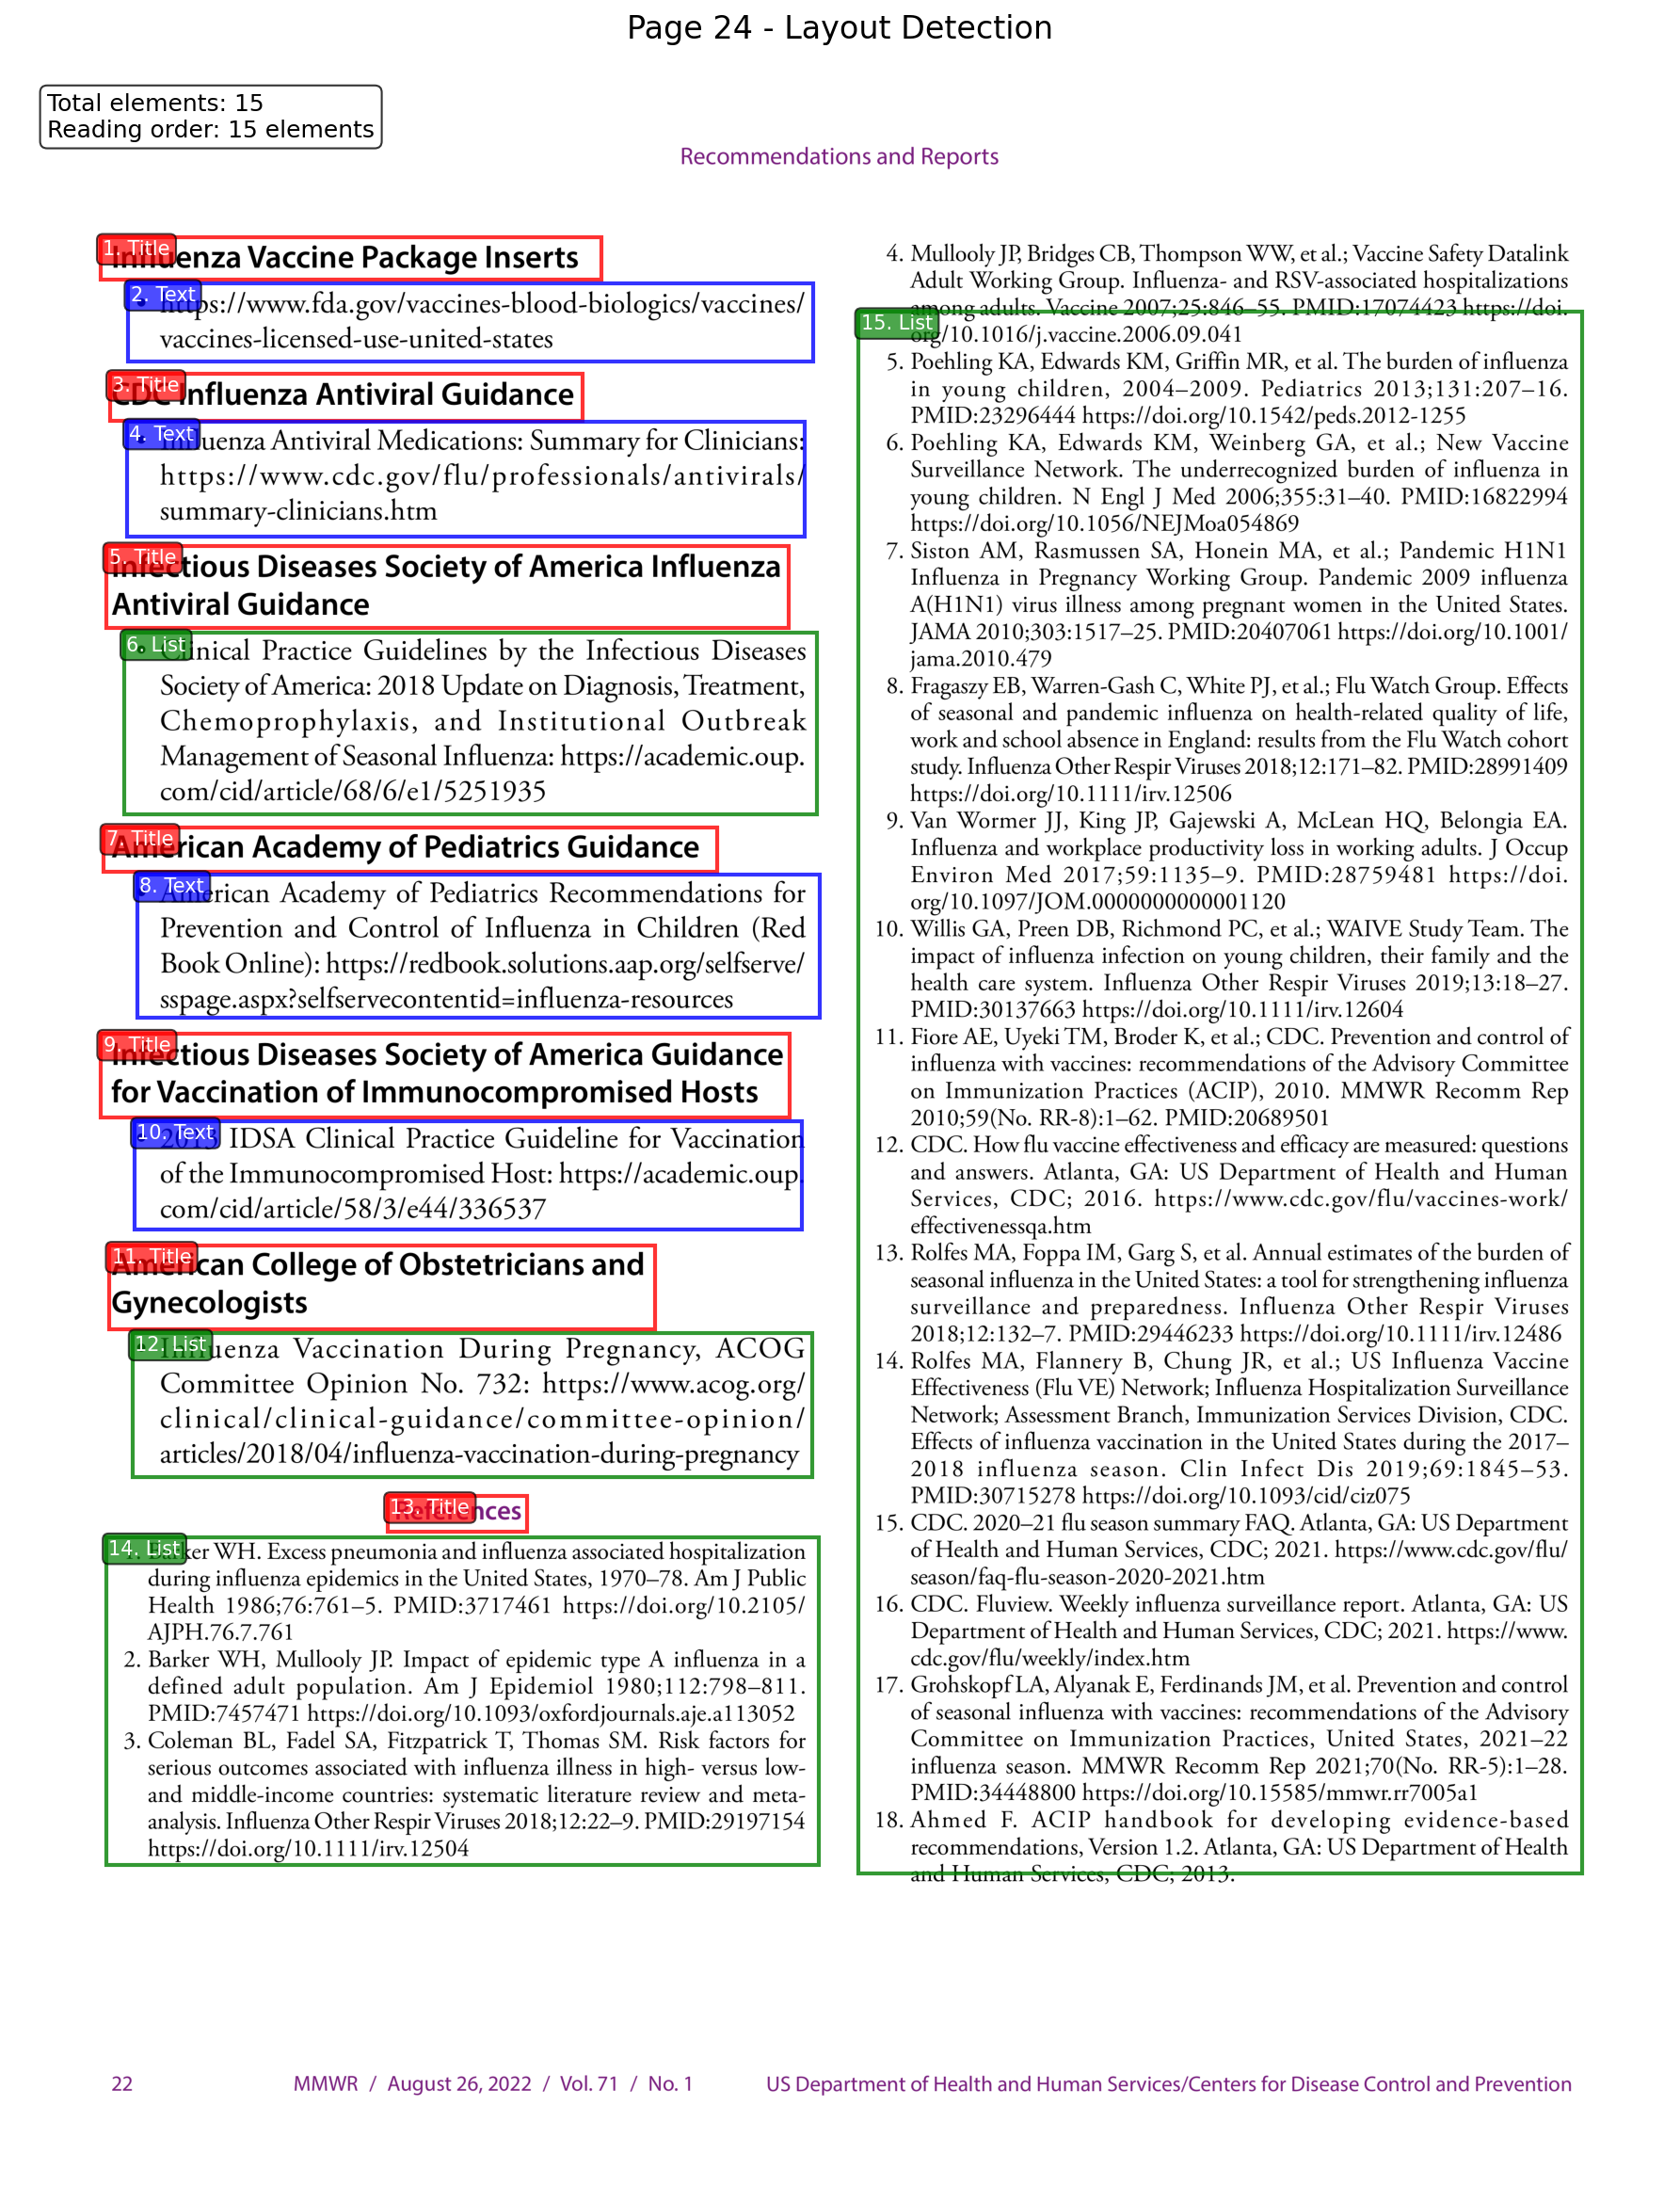 Page 24 - Layout Detection
Total elements: 15
Reading order: 15 elements
Recommendations and Reports
1. Title
Influenza Vaccine Package Inserts
2. Text
https://www.fda.gov/vaccines-blood-biologics/vaccines/
vaccines-licensed-use-united-states
3. Title
CDC Influenza Antiviral Guidance
4. Text
• Influenza Antiviral Medications: Summary for Clinicians:
https://www.cdc.gov/flu/professionals/antivirals/
summary-clinicians.htm
5. Title
Infectious Diseases Society of America Influenza
Antiviral Guidance
6. List
• Clinical Practice Guidelines by the Infectious Diseases
Society of America: 2018 Update on Diagnosis, Treatment,
Chemoprophylaxis, and Institutional Outbreak
Management of Seasonal Influenza: https://academic.oup.
com/cid/article/68/6/e1/5251935
7. Title
American Academy of Pediatrics Guidance
8. Text
American Academy of Pediatrics Recommendations for
Prevention and Control of Influenza in Children (Red
Book Online): https://redbook.solutions.aap.org/selfserve/
sspage.aspx?selfservecontentid=influenza-resources
9. Title
Infectious Diseases Society of America Guidance
for Vaccination of Immunocompromised Hosts
10. Text
2013 IDSA Clinical Practice Guideline for Vaccination
of the Immunocompromised Host: https://academic.oup.
com/cid/article/58/3/e44/336537
11. Title
American College of Obstetricians and
Gynecologists
12. List
Influenza Vaccination During Pregnancy, ACOG
Committee Opinion No. 732: https://www.acog.org/
clinical/clinical-guidance/committee-opinion/
articles/2018/04/influenza-vaccination-during-pregnancy
13. Title
References
14. List
1. Barker WH. Excess pneumonia and influenza associated hospitalization
during influenza epidemics in the United States, 1970–78. Am J Public
Health 1986;76:761–5. PMID:3717461 https://doi.org/10.2105/
AJPH.76.7.761
2. Barker WH, Mullooly JP. Impact of epidemic type A influenza in a
defined adult population. Am J Epidemiol 1980;112:798–811.
PMID:7457471 https://doi.org/10.1093/oxfordjournals.aje.a113052
3. Coleman BL, Fadel SA, Fitzpatrick T, Thomas SM. Risk factors for
serious outcomes associated with influenza illness in high- versus low-
and middle-income countries: systematic literature review and meta-
analysis. Influenza Other Respir Viruses 2018;12:22–9. PMID:29197154
https://doi.org/10.1111/irv.12504
4. Mullooly JP, Bridges CB, Thompson WW, et al.; Vaccine Safety Datalink
Adult Working Group. Influenza- and RSV-associated hospitalizations
among adults. Vaccine 2007;25:846–55. PMID:17074423 https://doi.
15. List
org/10.1016/j.vaccine.2006.09.041
5. Poehling KA, Edwards KM, Griffin MR, et al. The burden of influenza
in young children, 2004–2009. Pediatrics 2013;131:207–16.
PMID:23296444 https://doi.org/10.1542/peds.2012-1255
6. Poehling KA, Edwards KM, Weinberg GA, et al.; New Vaccine
Surveillance Network. The underrecognized burden of influenza in
young children. N Engl J Med 2006;355:31–40. PMID:16822994
https://doi.org/10.1056/NEJMoa054869
7. Siston AM, Rasmussen SA, Honein MA, et al.; Pandemic H1N1
Influenza in Pregnancy Working Group. Pandemic 2009 influenza
A(H1N1) virus illness among pregnant women in the United States.
JAMA 2010;303:1517–25. PMID:20407061 https://doi.org/10.1001/
jama.2010.479
8. Fragaszy EB, Warren-Gash C, White PJ, et al.; Flu Watch Group. Effects
of seasonal and pandemic influenza on health-related quality of life,
work and school absence in England: results from the Flu Watch cohort
study. Influenza Other Respir Viruses 2018;12:171–82. PMID:28991409
https://doi.org/10.1111/irv.12506
9. Van Wormer JJ, King JP, Gajewski A, McLean HQ, Belongia EA.
Influenza and workplace productivity loss in working adults. J Occup
Environ Med 2017;59:1135–9. PMID:28759481 https://doi.
org/10.1097/JOM.0000000000001120
10. Willis GA, Preen DB, Richmond PC, et al.; WAIVE Study Team. The
impact of influenza infection on young children, their family and the
health care system. Influenza Other Respir Viruses 2019;13:18–27.
PMID:30137663 https://doi.org/10.1111/irv.12604
11. Fiore AE, Uyeki TM, Broder K, et al.; CDC. Prevention and control of
influenza with vaccines: recommendations of the Advisory Committee
on Immunization Practices (ACIP), 2010. MMWR Recomm Rep
2010;59(No. RR-8):1–62. PMID:20689501
12. CDC. How flu vaccine effectiveness and efficacy are measured: questions
and answers. Atlanta, GA: US Department of Health and Human
Services, CDC; 2016. https://www.cdc.gov/flu/vaccines-work/
effectivenessqa.htm
13. Rolfes MA, Foppa IM, Garg S, et al. Annual estimates of the burden of
seasonal influenza in the United States: a tool for strengthening influenza
surveillance and preparedness. Influenza Other Respir Viruses
2018;12:132–7. PMID:29446233 https://doi.org/10.1111/irv.12486
14. Rolfes MA, Flannery B, Chung JR, et al.; US Influenza Vaccine
Effectiveness (Flu VE) Network; Influenza Hospitalization Surveillance
Network; Assessment Branch, Immunization Services Division, CDC.
Effects of influenza vaccination in the United States during the 2017–
2018 influenza season. Clin Infect Dis 2019;69:1845–53.
PMID:30715278 https://doi.org/10.1093/cid/ciz075
15. CDC. 2020–21 flu season summary FAQ. Atlanta, GA: US Department
of Health and Human Services, CDC; 2021. https://www.cdc.gov/flu/
season/faq-flu-season-2020-2021.htm
16. CDC. Fluview. Weekly influenza surveillance report. Atlanta, GA: US
Department of Health and Human Services, CDC; 2021. https://www.
cdc.gov/flu/weekly/index.htm
17. Grohskopf LA, Alyanak E, Ferdinands JM, et al. Prevention and control
of seasonal influenza with vaccines: recommendations of the Advisory
Committee on Immunization Practices, United States, 2021–22
influenza season. MMWR Recomm Rep 2021;70(No. RR-5):1–28.
PMID:34448800 https://doi.org/10.15585/mmwr.rr7005a1
18. Ahmed F. ACIP handbook for developing evidence-based
recommendations, Version 1.2. Atlanta, GA: US Department of Health
and Human Services, CDC; 2013.
22 MMWR / August 26, 2022 / Vol. 71 / No. 1 US Department of Health and Human Services/Centers for Disease Control and Prevention